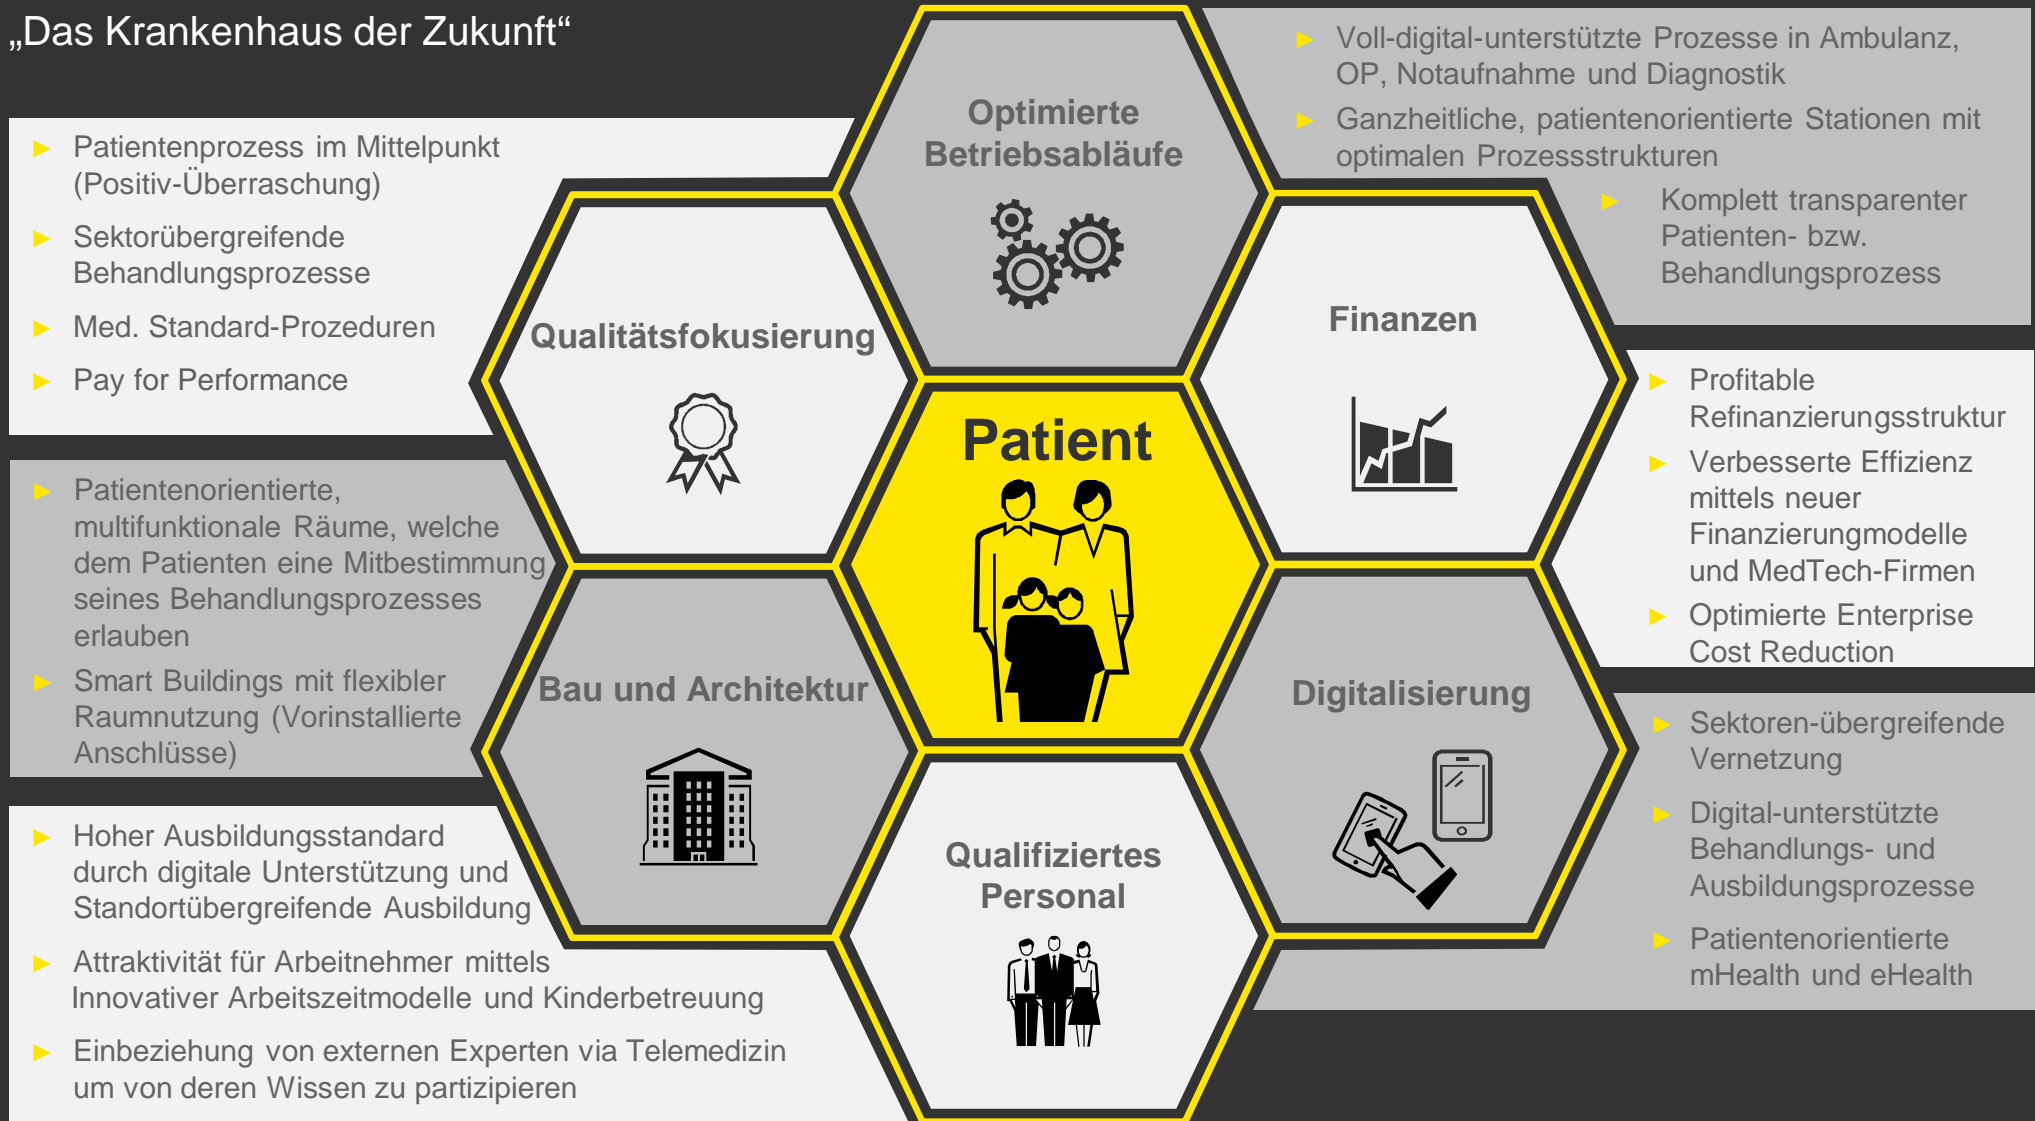 „Das Krankenhaus der Zukunft“
Optimierte
Betriebsabläufe
► Voll-digital-unterstützte Prozesse in Ambulanz,
OP, Notaufnahme und Diagnostik
► Ganzheitliche, patientenorientierte Stationen mit
optimalen Prozessstrukturen
► Komplett transparenter
Patienten- bzw.
Behandlungsprozess
► Patientenprozess im Mittelpunkt
(Positiv-Überraschung)
► Sektorübergreifende
Behandlungsprozesse
► Med. Standard-Prozeduren
► Pay for Performance
Qualitätsfokusierung
Finanzen
► Profitable
Refinanzierungsstruktur
► Verbesserte Effizienz
mittels neuer
Finanzierungmodelle
und MedTech-Firmen
► Optimierte Enterprise
Cost Reduction
Patient
► Patientenorientierte,
multifunktionale Räume, welche
dem Patienten eine Mitbestimmung
seines Behandlungsprozesses
erlauben
► Smart Buildings mit flexibler
Raumnutzung (Vorinstallierte
Anschlüsse)
Bau und Architektur
Digitalisierung
► Sektoren-übergreifende
Vernetzung
► Digital-unterstützte
Behandlungs- und
Ausbildungsprozesse
► Patientenorientierte
mHealth und eHealth
► Hoher Ausbildungsstandard
durch digitale Unterstützung und
Standortübergreifende Ausbildung
► Attraktivität für Arbeitnehmer mittels
Innovativer Arbeitszeitmodelle und Kinderbetreuung
► Einbeziehung von externen Experten via Telemedizin
um von deren Wissen zu partizipieren
Qualifiziertes
Personal